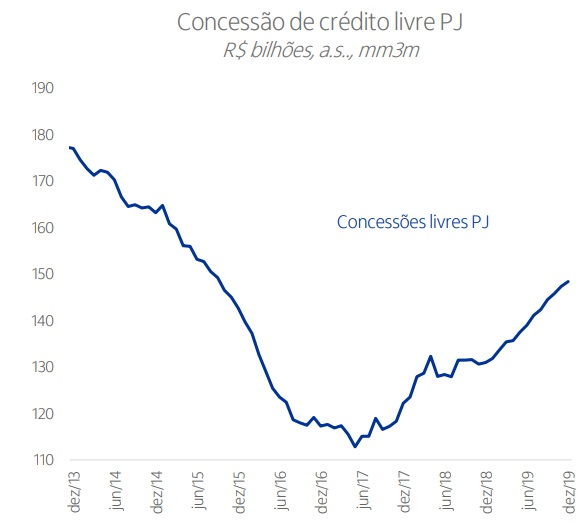 Concessão de crédito livre PJ
R$ bilhões, a.s., mm3m
190
180
170
160
150
140
130
120
110
Concessões livres PJ
dez/13
jun/14
dez/14
jun/15
dez/15
jun/16
dez/16
jun/17
dez/17
jun/18
dez/18
jun/19
dez/19